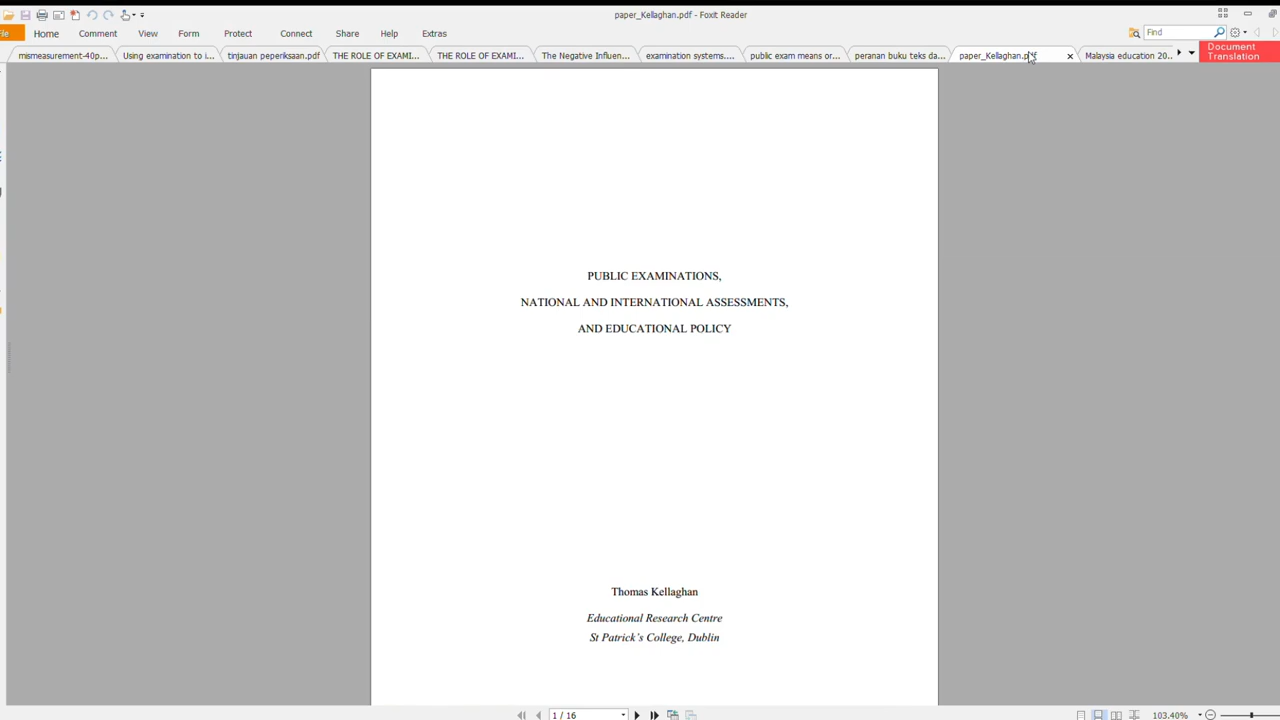 paper_Kellaghan.pdf - Foxit Reader
Home Comment View Form Protect Connect Share Help Extras
Find
mismeasurement-40p... Using examination to i... tinjauan peperiksaan.pdf THE ROLE OF EXAMI... THE ROLE OF EXAMI... The Negative Influen... examination systems.... public exam means or... peranan buku teks da... paper_Kellaghan.pdf Malaysia education 20...
Document
Translation
PUBLIC EXAMINATIONS,
NATIONAL AND INTERNATIONAL ASSESSMENTS,
AND EDUCATIONAL POLICY
Thomas Kellaghan
Educational Research Centre
St Patrick's College, Dublin
1 / 16
103.40%